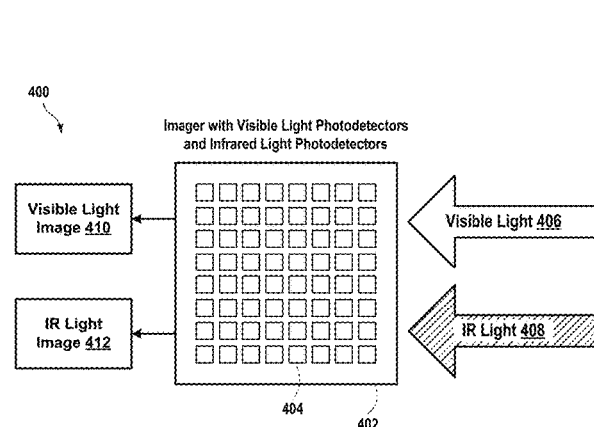 400
Imager with Visible Light Photodetectors
and Infrared Light Photodetectors
Visible Light
Image 410
Visible Light 406
IR Light
Image 412
IR Light 408
404
402